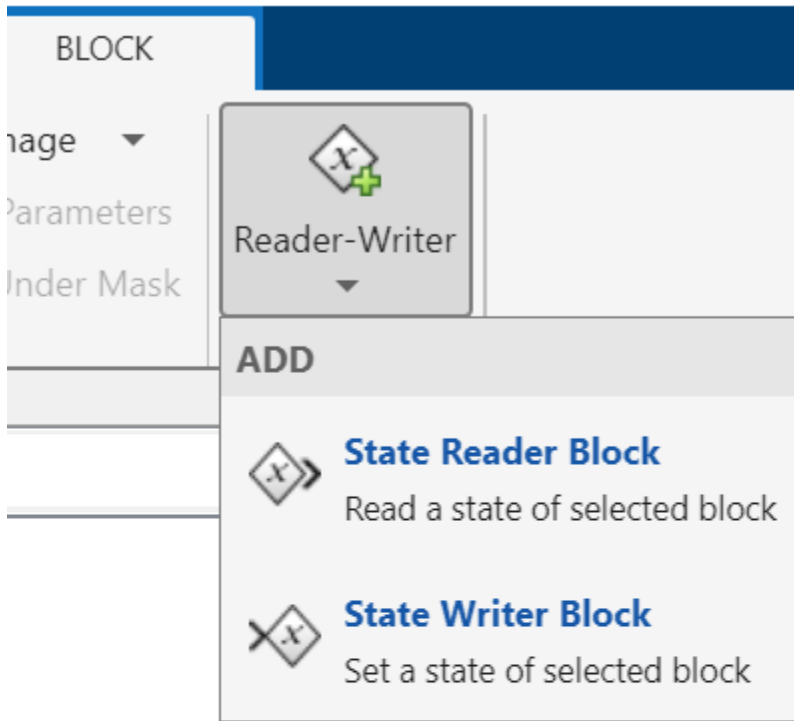 BLOCK
Parameters
Under Mask
Reader-Writer
ADD
x
State Reader Block
Read a state of selected block
x
State Writer Block
Set a state of selected block